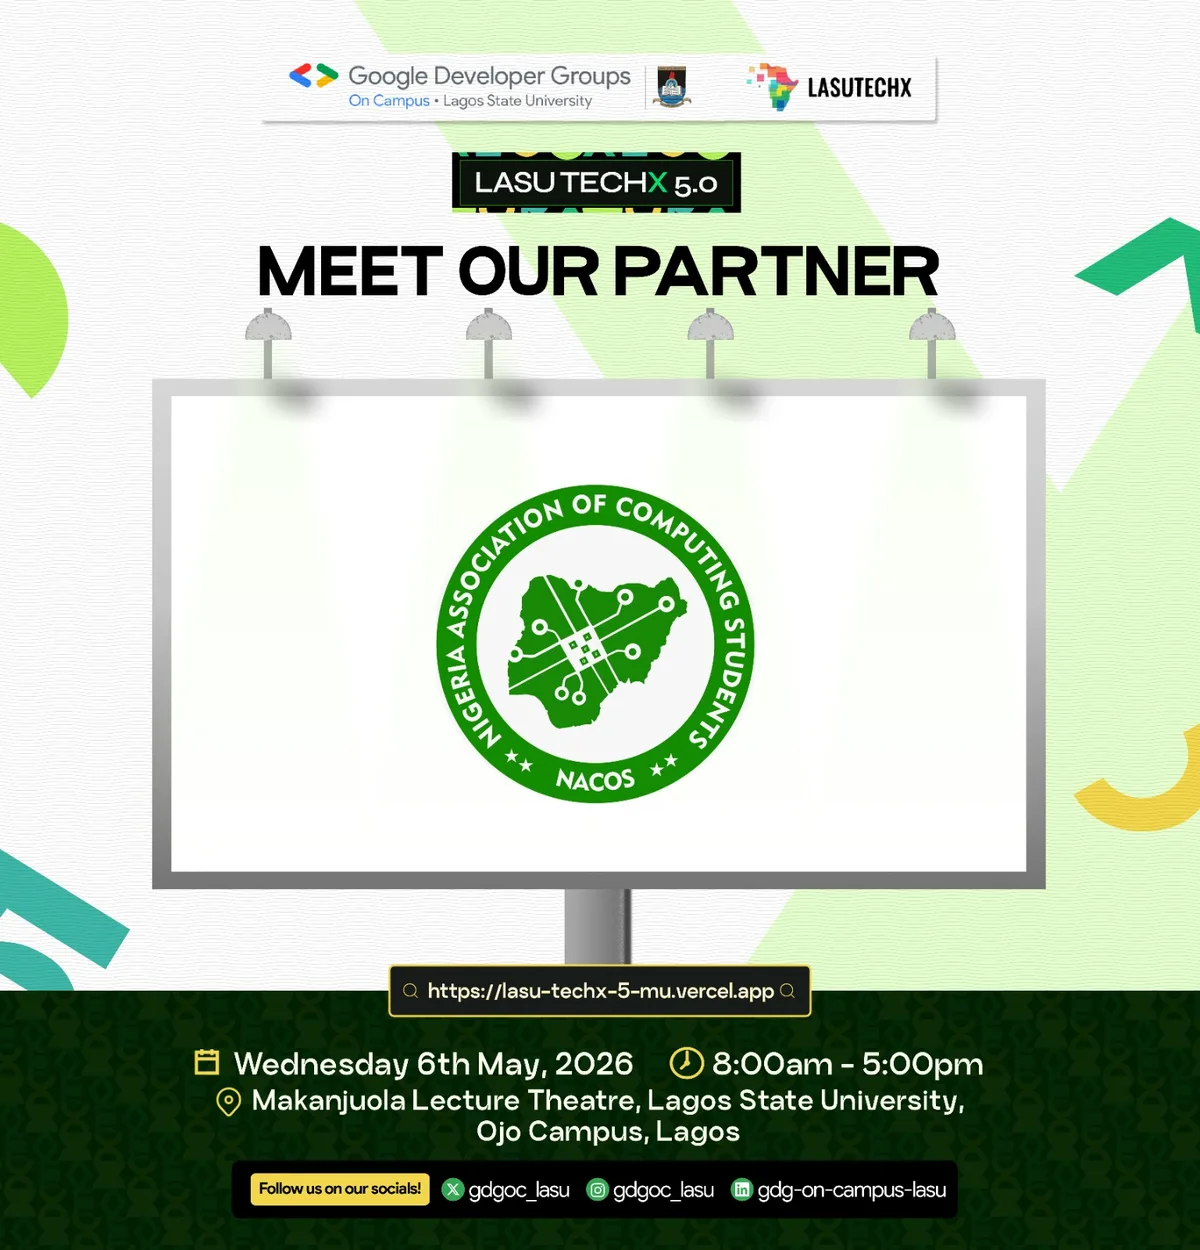 Google Developer Groups
On Campus • Lagos State University
LASUTECHX
LASU TECHX 5.0
MEET OUR PARTNER
NIGERIA ASSOCIATION OF COMPUTING STUDENTS
NACOS
https://lasu-techx-5-mu.vercel.app
Wednesday 6th May, 2026
8:00am - 5:00pm
Makanjuola Lecture Theatre, Lagos State University,
Ojo Campus, Lagos
Follow us on our socials!
gdgoc_lasu
gdgoc_lasu
gdg-on-campus-lasu